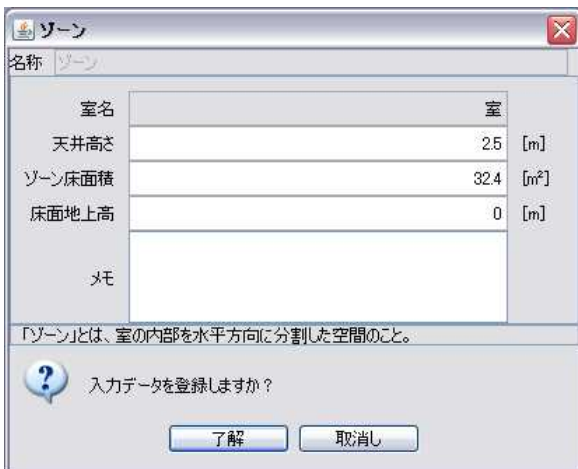 ゾーン
名称 ゾーン
室名 室
天井高さ 2.5 [m]
ゾーン床面積 32.4 [m²]
床面地上高 0 [m]
メモ
「ゾーン」とは、室の内部を水平方向に分割した空間のこと。
入力データを登録しますか？
了解 取消し